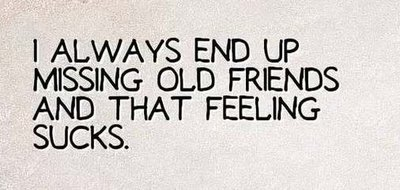 I ALWAYS END UP
MISSING OLD FRIENDS
AND THAT FEELING
SUCKS.